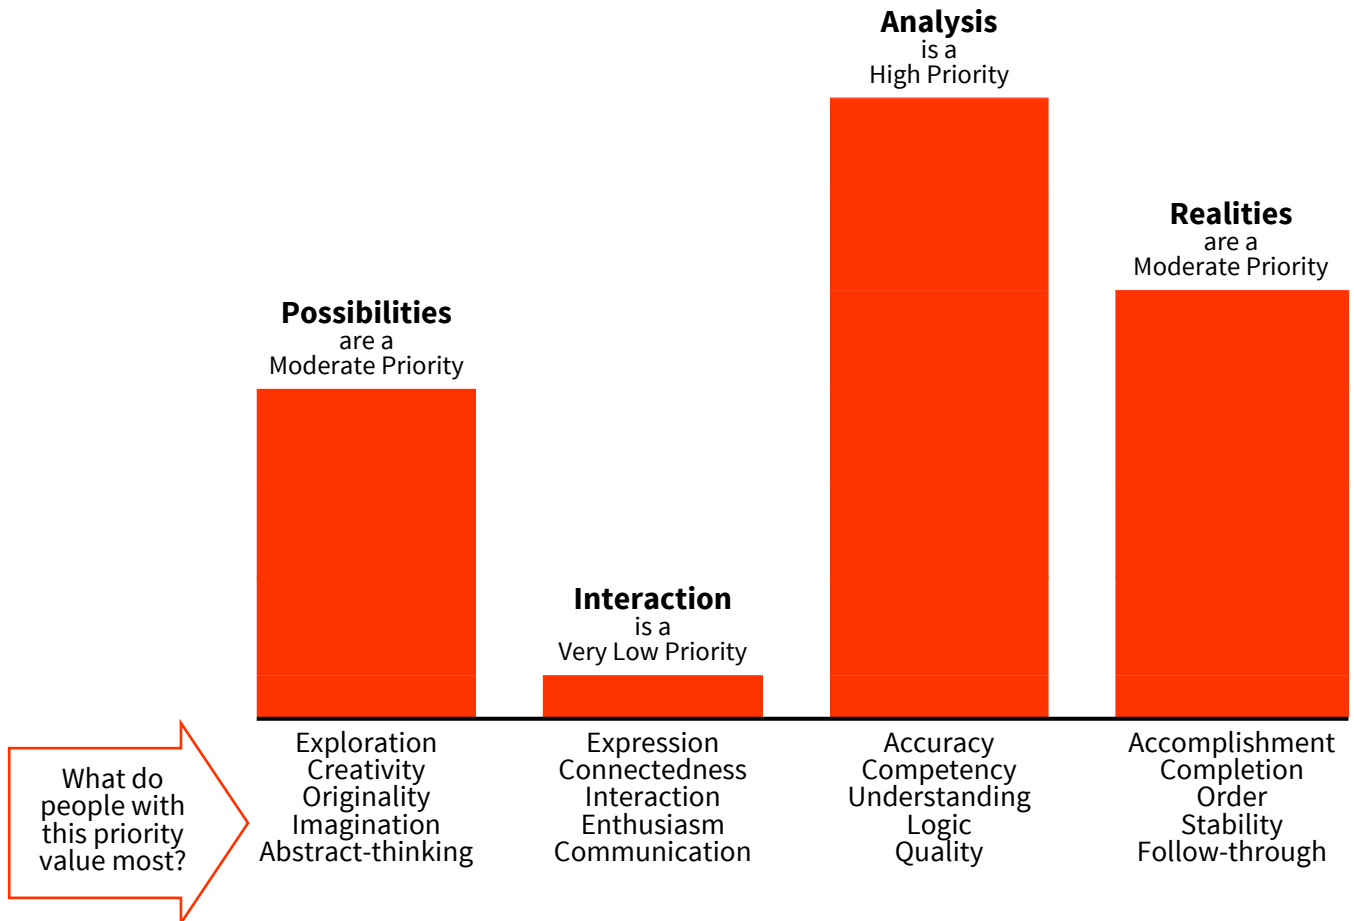 Analysis
is a
High Priority
Realities
are a
Moderate Priority
Possibilities
are a
Moderate Priority
Interaction
is a
Very Low Priority
What do
people with
this priority
value most?
Exploration
Creativity
Originality
Imagination
Abstract-thinking
Expression
Connectedness
Interaction
Enthusiasm
Communication
Accuracy
Competency
Understanding
Logic
Quality
Accomplishment
Completion
Order
Stability
Follow-through